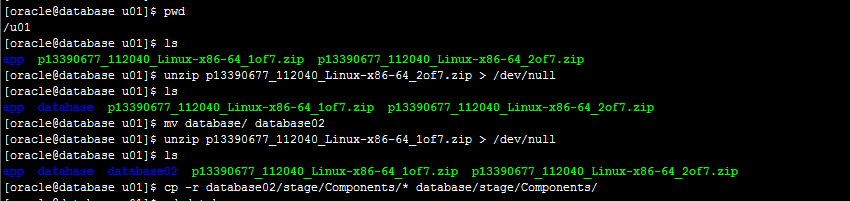 [oracle@database u01]$ pwd
/u01
[oracle@database u01]$ ls
app  p13390677_112040_Linux-x86-64_1of7.zip  p13390677_112040_Linux-x86-64_2of7.zip
[oracle@database u01]$ unzip p13390677_112040_Linux-x86-64_2of7.zip > /dev/null
[oracle@database u01]$ ls
app  database  p13390677_112040_Linux-x86-64_1of7.zip  p13390677_112040_Linux-x86-64_2of7.zip
[oracle@database u01]$ mv database/ database02
[oracle@database u01]$ unzip p13390677_112040_Linux-x86-64_1of7.zip > /dev/null
[oracle@database u01]$ ls
app  database  database02  p13390677_112040_Linux-x86-64_1of7.zip  p13390677_112040_Linux-x86-64_2of7.zip
[oracle@database u01]$ cp -r database02/stage/Components/* database/stage/Components/